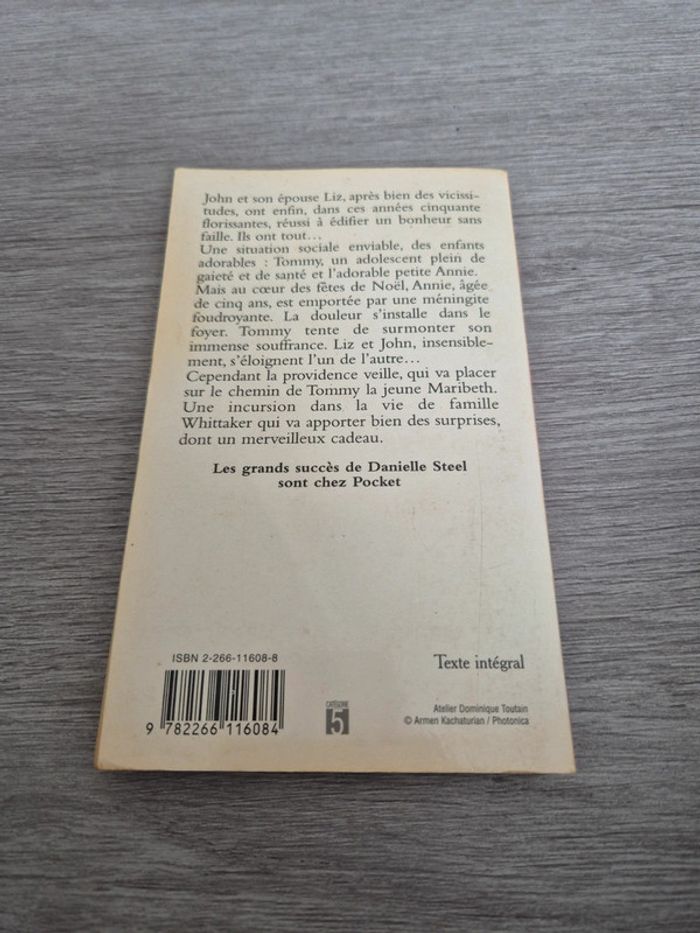 John et son épouse Liz, après bien des vicissi-
tudes, ont enfin, dans ces années cinquante
florissantes, réussi à édifier un bonheur sans
faille. Ils ont tout…
Une situation sociale enviable, des enfants
adorables : Tommy, un adolescent plein de
gaieté et de santé et l'adorable petite Annie.
Mais au cœur des fêtes de Noël, Annie, âgée
de cinq ans, est emportée par une méningite
foudroyante. La douleur s'installe dans le
foyer. Tommy tente de surmonter son
immense souffrance. Liz et John, insensible-
ment, s'éloignent l'un de l'autre…
Cependant la providence veille, qui va placer
sur le chemin de Tommy la jeune Maribeth.
Une incursion dans la vie de famille
Whittaker qui va apporter bien des surprises,
dont un merveilleux cadeau.
Les grands succès de Danielle Steel
sont chez Pocket
ISBN 2-266-11608-8
9 782266 116084
CATÉGORIE
5
Texte intégral
Atelier Dominique Toutain
© Armen Kachaturian / Photonica